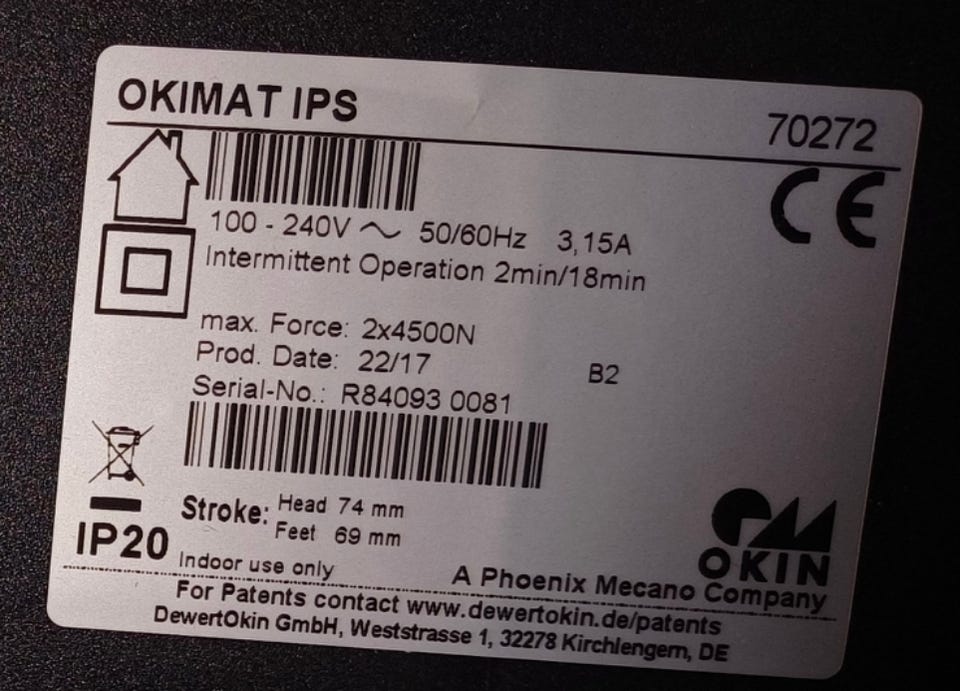 OKIMAT IPS
70272
CE
100 - 240V ~ 50/60Hz 3,15A
Intermittent Operation 2min/18min
max. Force: 2x4500N
Prod. Date: 22/17
B2
Serial-No.: R84093 0081
Stroke: Head 74 mm
Feet 69 mm
IP20
Indoor use only
OKIN
A Phoenix Mecano Company
For Patents contact www.dewertokin.de/patents
DewertOkin GmbH, Weststrasse 1, 32278 Kirchlengern, DE